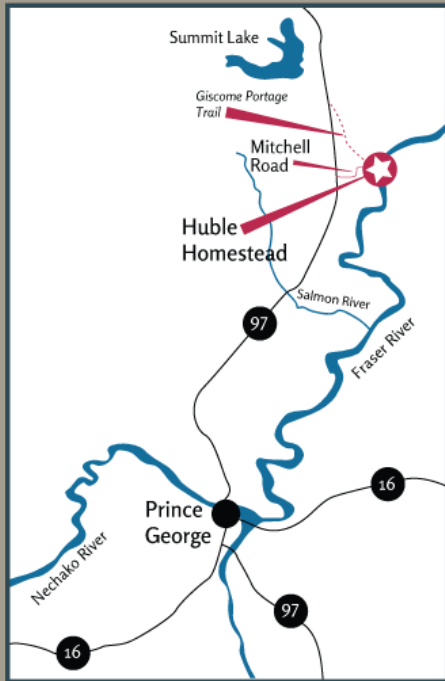 Summit Lake
Giscome Portage
Trail
Mitchell
Road
Huble
Homestead
Salmon River
97
Fraser River
16
Prince
George
Nechako River
97
16